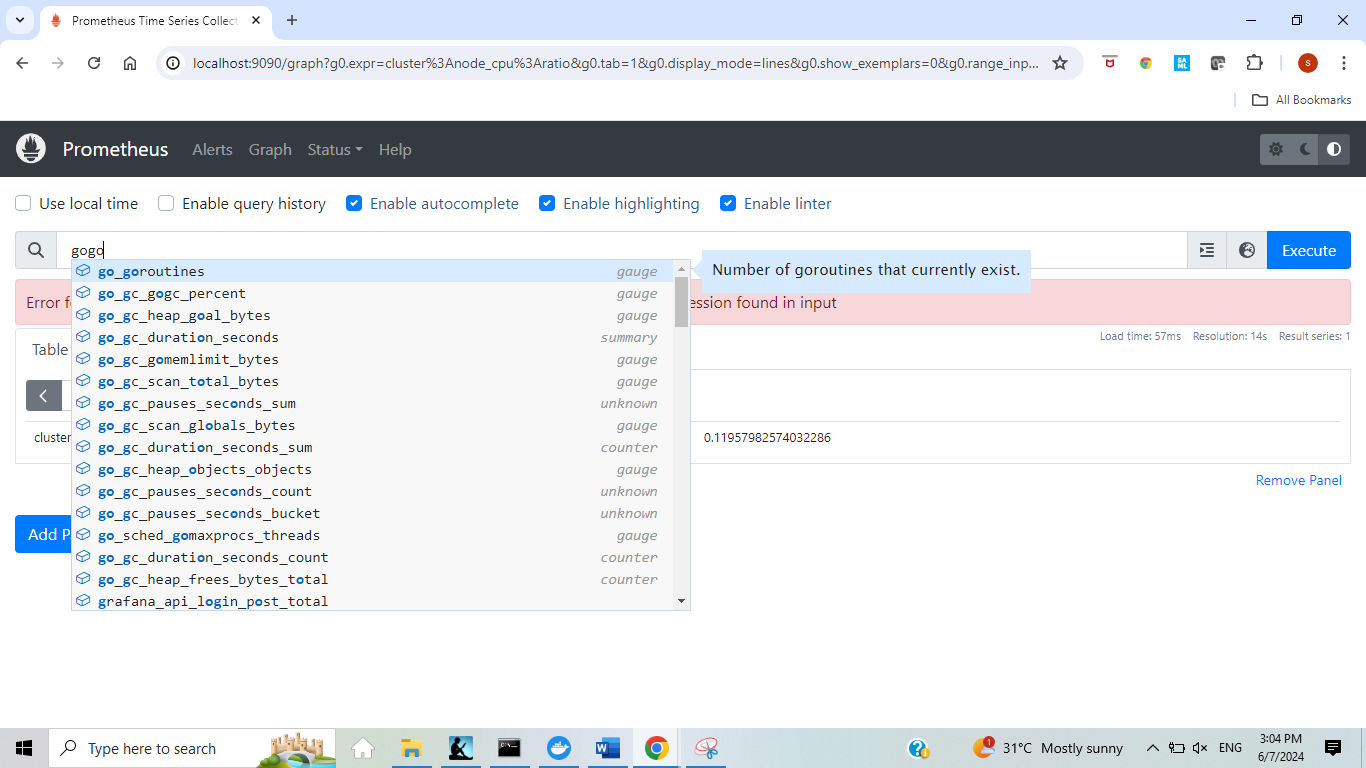 Prometheus Time Series Collect
localhost:9090/graph?g0.expr=cluster%3Anode_cpu%3Aratio&g0.tab=1&g0.display_mode=lines&g0.show_exemplars=0&g0.range_inp...
SA
ML
s
All Bookmarks
Prometheus Alerts Graph Status Help
Use local time Enable query history Enable autocomplete Enable highlighting Enable linter
gogo
Execute
go_goroutines gauge
Number of goroutines that currently exist.
go_gc_gogc_percent gauge
Error f
ession found in input
go_gc_heap_goal_bytes gauge
go_gc_duration_seconds summary
Load time: 57ms Resolution: 14s Result series: 1
Table
go_gc_gomemlimit_bytes gauge
go_gc_scan_total_bytes gauge
go_gc_pauses_seconds_sum unknown
go_gc_scan_globals_bytes gauge
cluster
0.11957982574032286
go_gc_duration_seconds_sum counter
go_gc_heap_objects_objects gauge
Remove Panel
go_gc_pauses_seconds_count unknown
go_gc_pauses_seconds_bucket unknown
Add P
go_sched_gomaxprocs_threads gauge
go_gc_duration_seconds_count counter
go_gc_heap_frees_bytes_total counter
grafana_api_login_post_total
Type here to search
1
31°C Mostly sunny
ENG
3:04 PM
6/7/2024